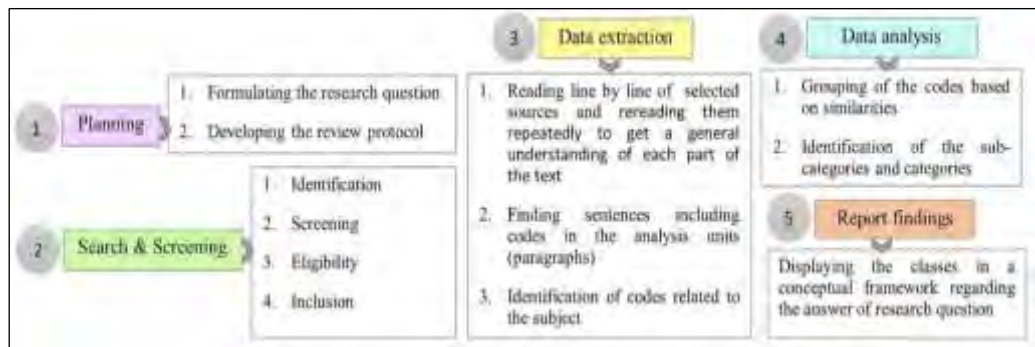 1
Planning
1. Formulating the research question
2. Developing the review protocol
2
Search & Screening
1. Identification
2. Screening
3. Eligibility
4. Inclusion
3
Data extraction
1. Reading line by line of selected
sources and rereading them
repeatedly to get a general
understanding of each part of
the text
2. Finding sentences including
codes in the analysis units
(paragraphs)
3. Identification of codes related to
the subject
4
Data analysis
1. Grouping of the codes based
on similarities
2. Identification of the sub-
categories and categories
5
Report findings
Displaying the classes in a
conceptual framework regarding
the answer of research question